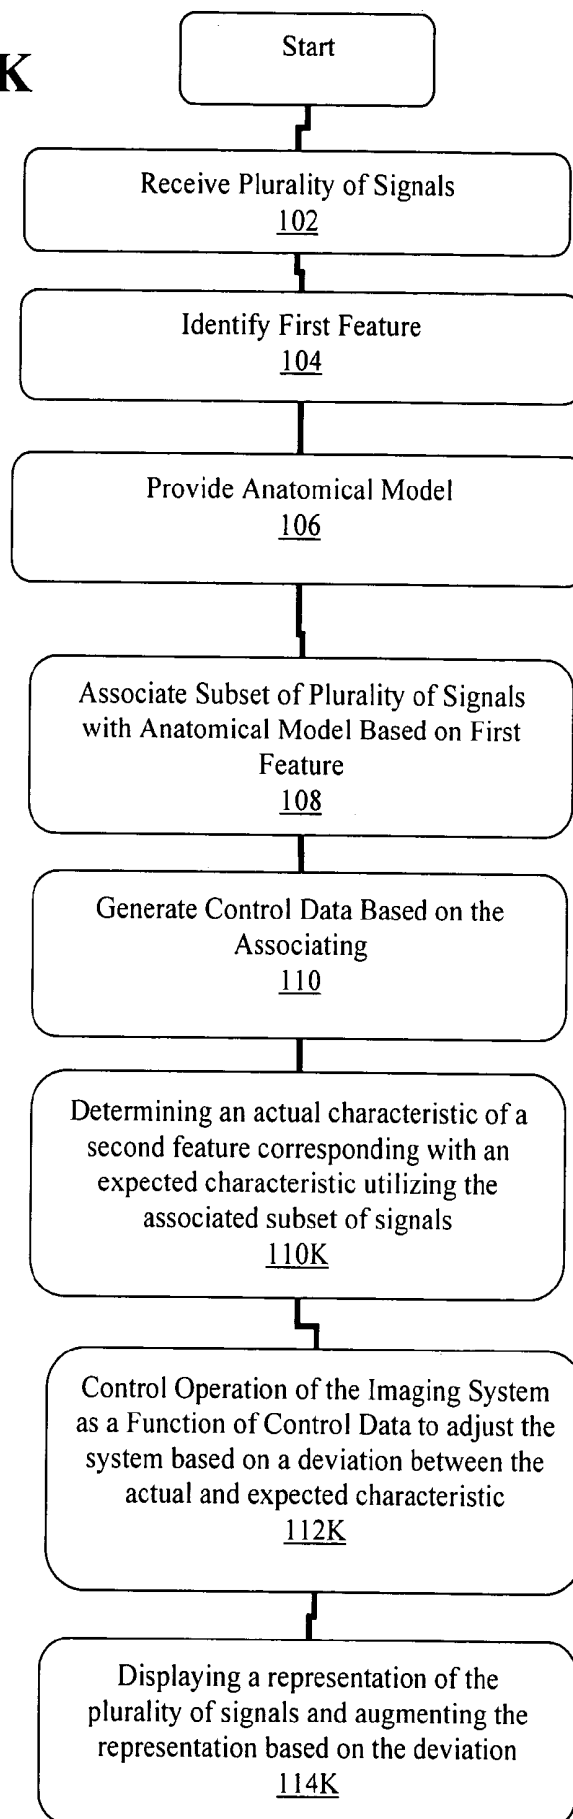 K
Start
Receive Plurality of Signals
102
Identify First Feature
104
Provide Anatomical Model
106
Associate Subset of Plurality of Signals
with Anatomical Model Based on First
Feature
108
Generate Control Data Based on the
Associating
110
Determining an actual characteristic of a
second feature corresponding with an
expected characteristic utilizing the
associated subset of signals
110K
Control Operation of the Imaging System
as a Function of Control Data to adjust the
system based on a deviation between the
actual and expected characteristic
112K
Displaying a representation of the
plurality of signals and augmenting the
representation based on the deviation
114K